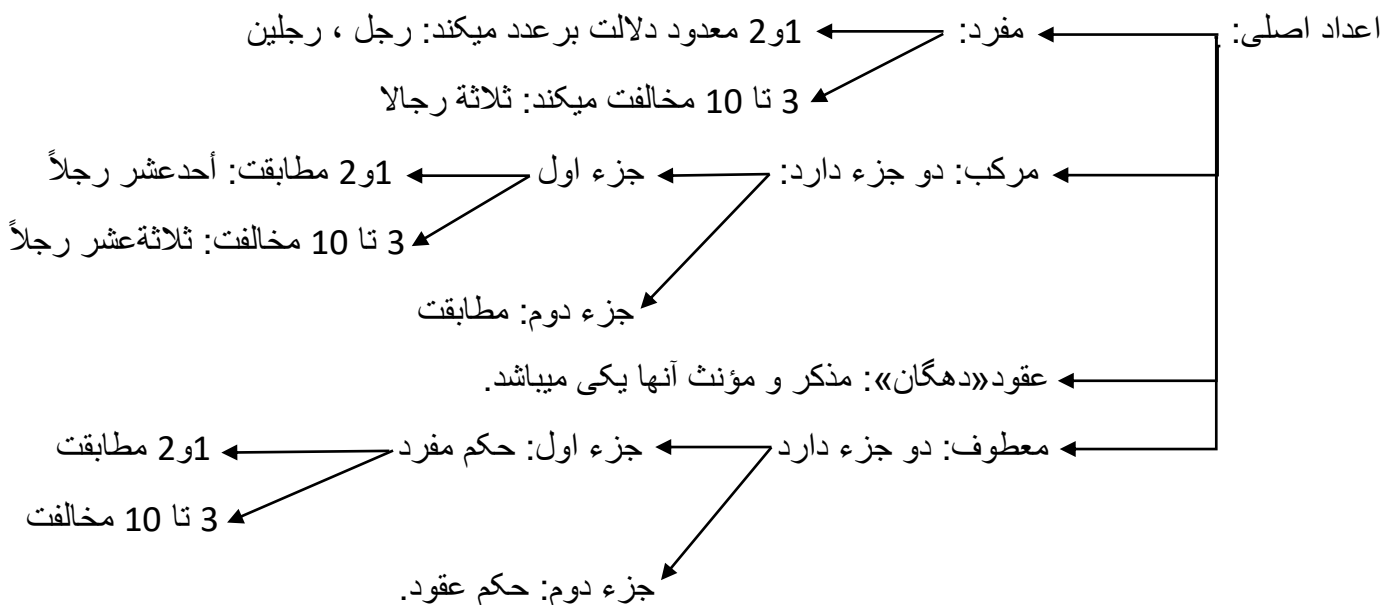 اعداد اصلی: مفرد: 1و2 معدود دلالت بر عدد میکند: رجل ، رجلین
3 تا 10 مخالفت میکند: ثلاثة رجالا
مرکب: دو جزء دارد: جزء اول 1و2 مطابقت: أحدعشر رجلاً
3 تا 10 مخالفت: ثلاثةعشر رجلاً
جزء دوم: مطابقت
عقود«دهگان»: مذکر و مؤنث آنها یکی میباشد.
معطوف: دو جزء دارد جزء اول: حکم مفرد 1و2 مطابقت
3 تا 10 مخالفت
جزء دوم: حکم عقود.